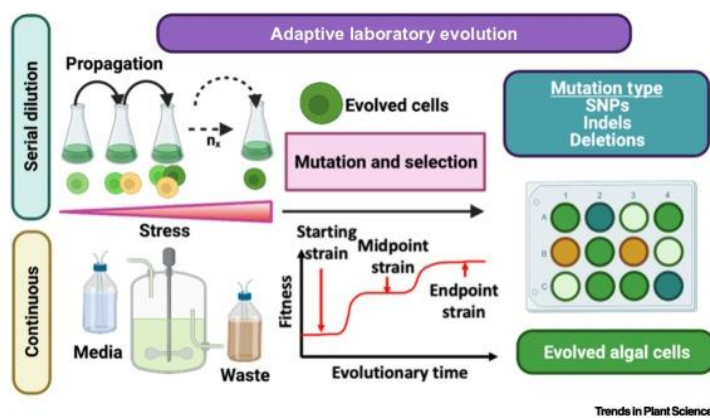 Adaptive laboratory evolution
Serial dilution
Propagation
nx
Evolved cells
Mutation and selection
Mutation type
SNPs
Indels
Deletions
Stress
Continuous
Media
Waste
Starting
strain
Midpoint
strain
Endpoint
strain
Fitness
Evolutionary time
1 2 3 4
A
B
C
Evolved algal cells
Trends in Plant Science